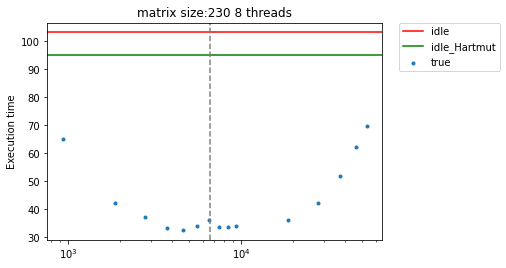 matrix size:230 8 threads
idle
idle_Hartmut
true
Execution time
100
90
80
70
60
50
40
30
10³
10⁴